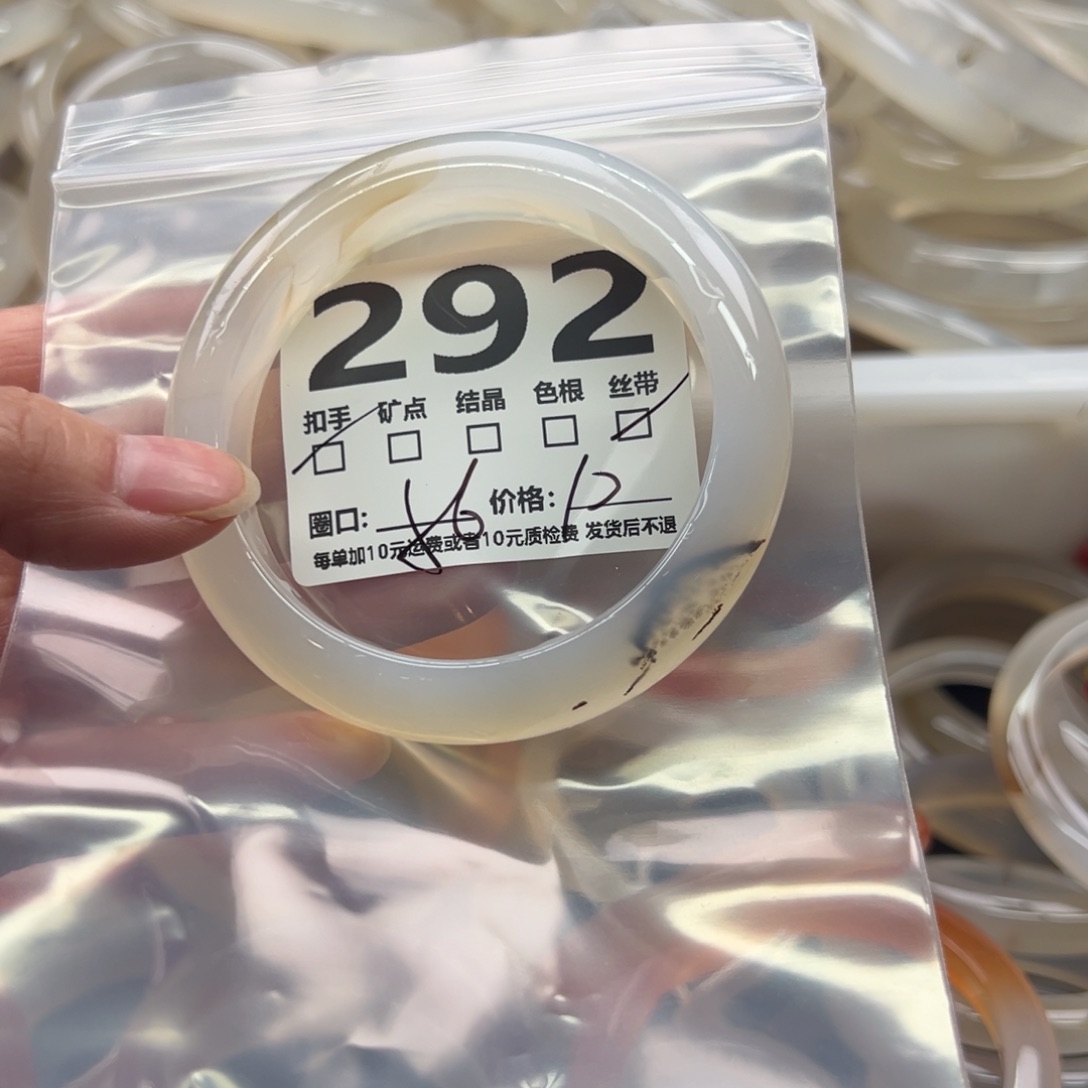 292
扣手 矿点 结晶 色根 丝带
圈口: 56 价格: 12
每单加10元运费或者10元质检费 发货后不退